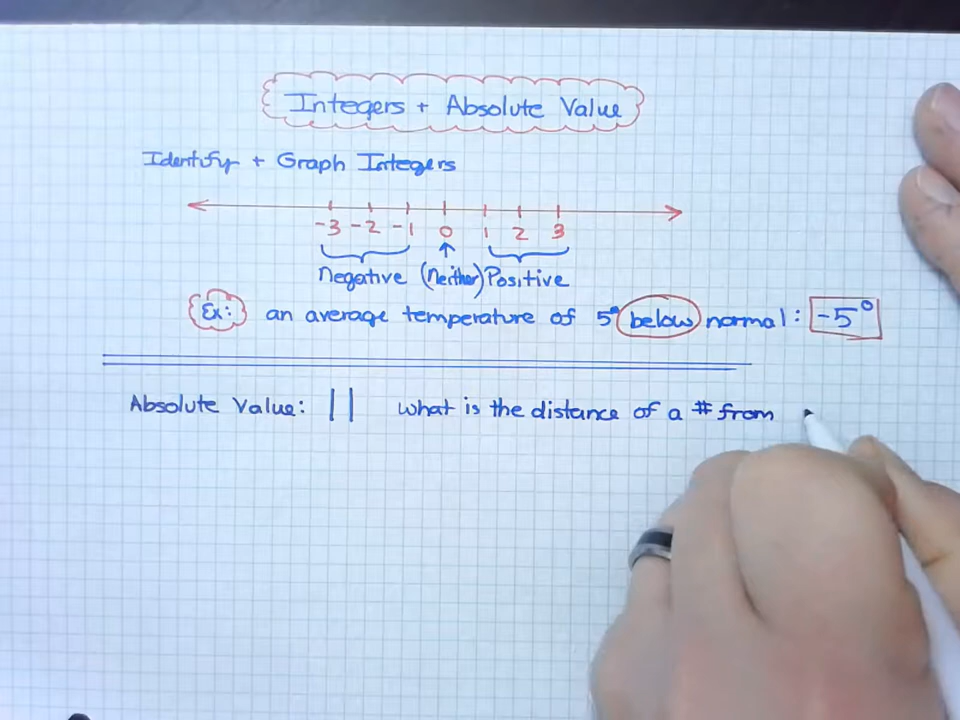 Integers + Absolute Value
Identify + Graph Integers
-3 -2 -1 0 1 2 3
Negative (Neither) Positive
Ex: an average temperature of 5° below normal: -5°
Absolute Value: | | what is the distance of a # from